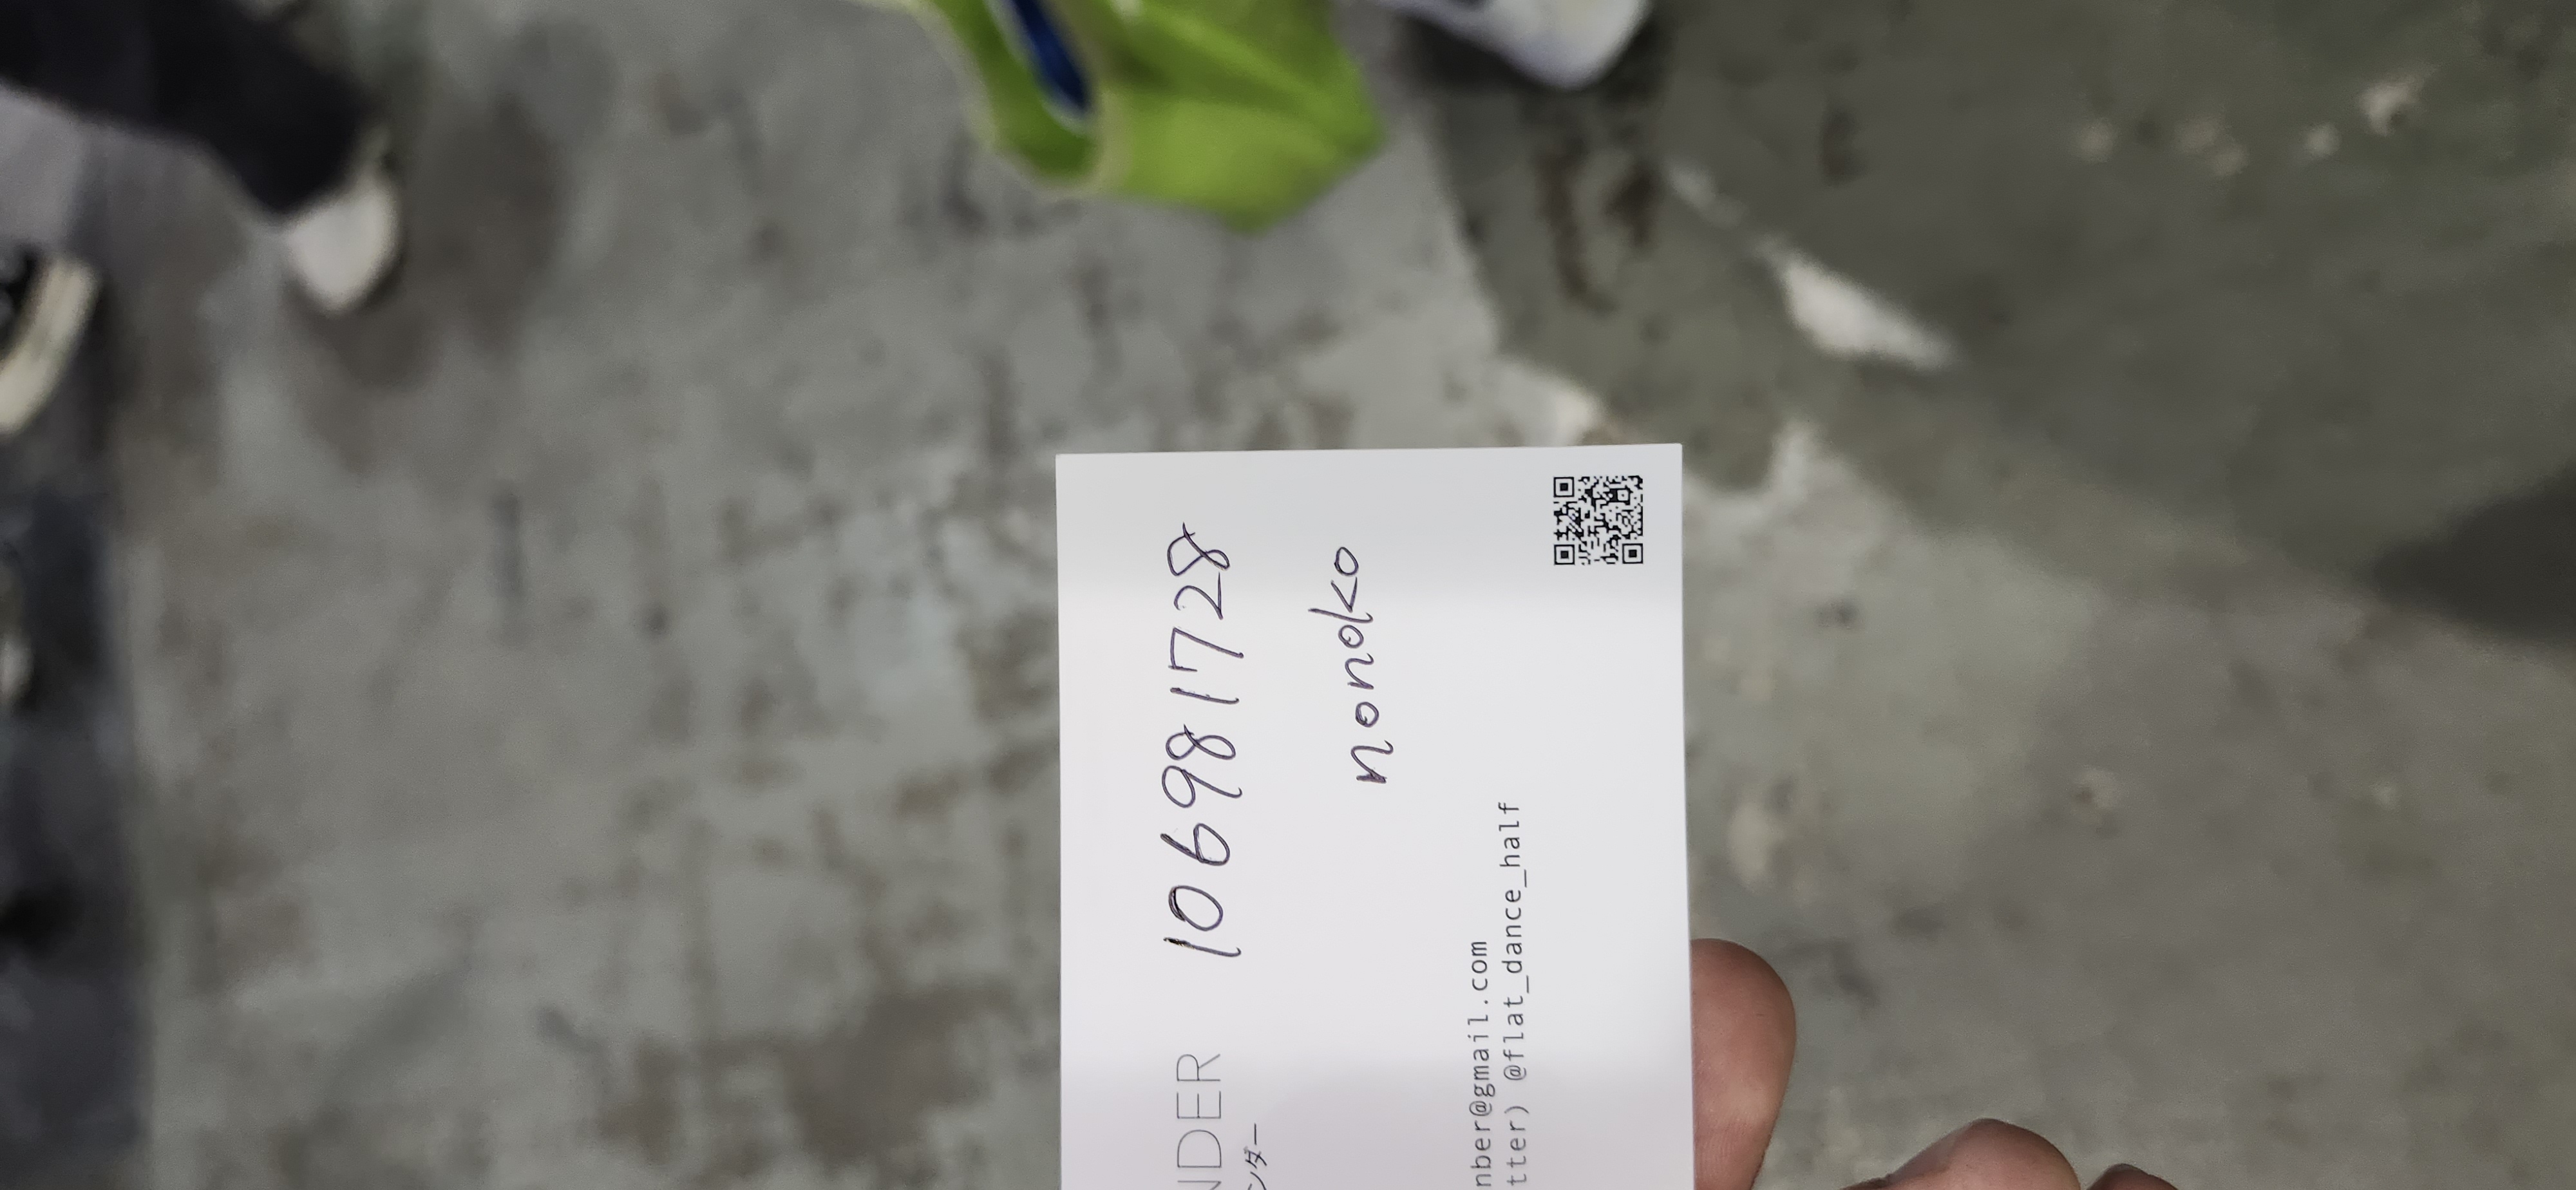 NDER 1069817728
ンダー
nonoko
nber@gmail.com
tter) @flat_dance_half